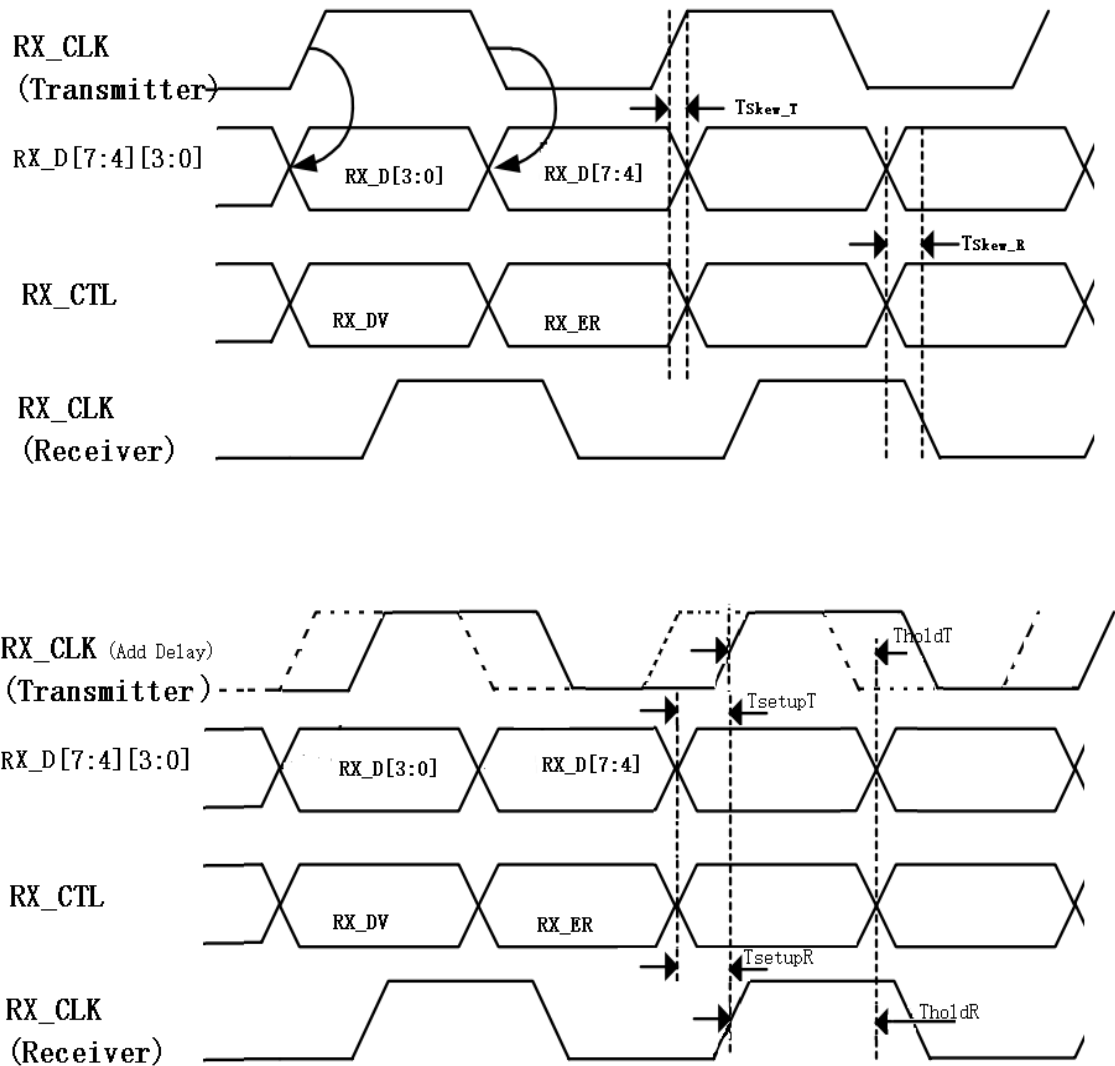 RX_CLK
(Transmitter)
TSkew_T
RX_D[7:4][3:0]
RX_D[3:0]
RX_D[7:4]
TSkew_R
RX_CTL
RX_DV
RX_ER
RX_CLK
(Receiver)
RX_CLK (Add Delay)
(Transmitter)
TholdT
TsetupT
RX_D[7:4][3:0]
RX_D[3:0]
RX_D[7:4]
RX_CTL
RX_DV
RX_ER
TsetupR
RX_CLK
(Receiver)
TholdR